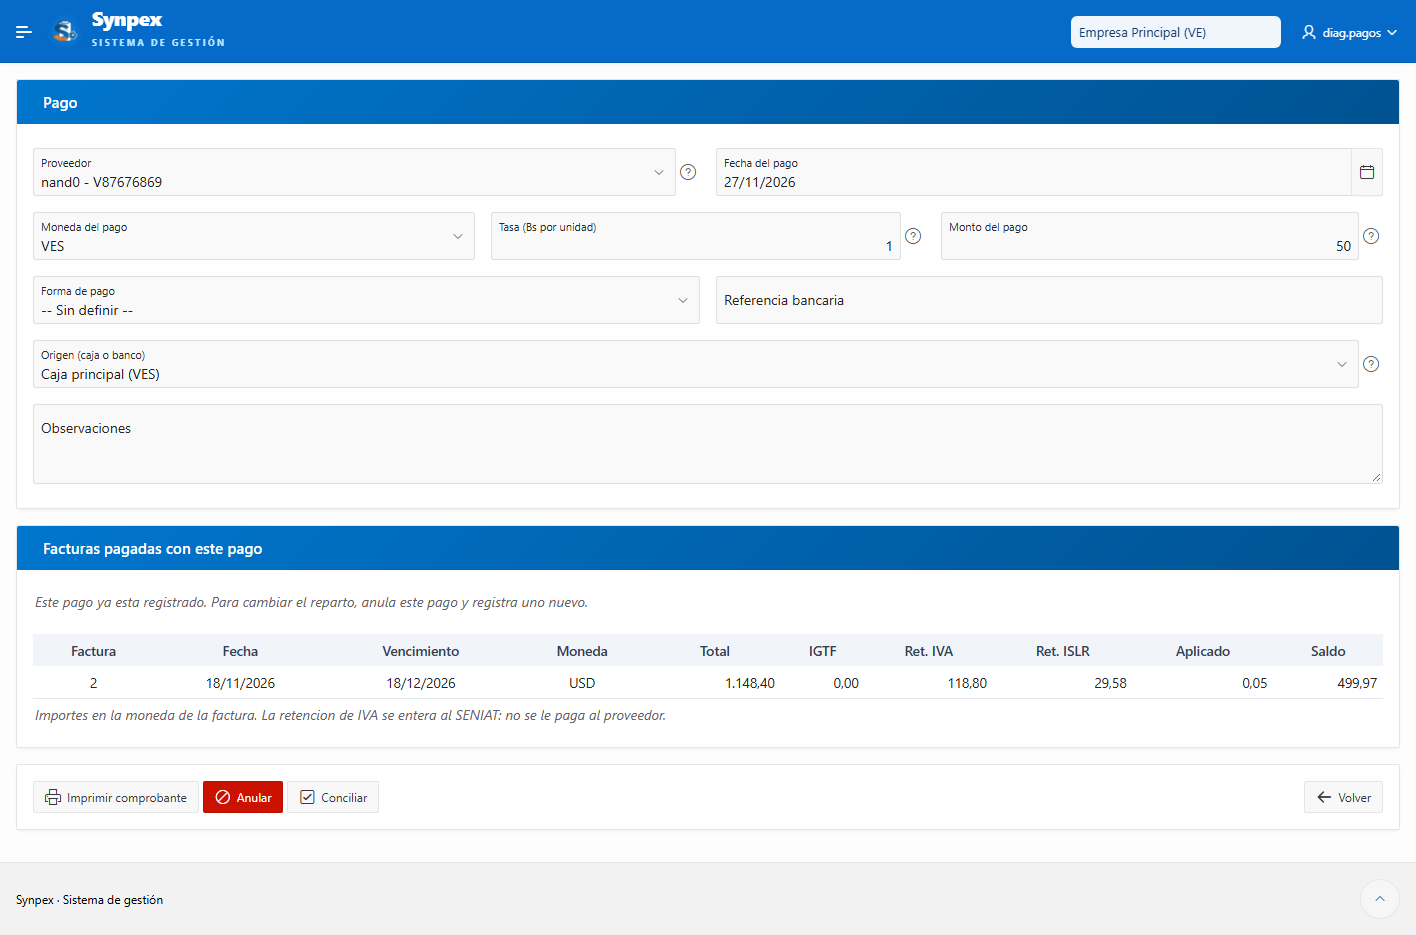 Synpex
SISTEMA DE GESTIÓN
Empresa Principal (VE)
diag.pagos
Pago
Proveedor
nand0 - V87676869
Fecha del pago
27/11/2026
Moneda del pago
VES
Tasa (Bs por unidad)
1
Monto del pago
50
Forma de pago
-- Sin definir --
Referencia bancaria
Origen (caja o banco)
Caja principal (VES)
Observaciones
Facturas pagadas con este pago
Este pago ya esta registrado. Para cambiar el reparto, anula este pago y registra uno nuevo.
Factura Fecha Vencimiento Moneda Total IGTF Ret. IVA Ret. ISLR Aplicado Saldo
2 18/11/2026 18/12/2026 USD 1.148,40 0,00 118,80 29,58 0,05 499,97
Importes en la moneda de la factura. La retencion de IVA se entera al SENIAT: no se le paga al proveedor.
Imprimir comprobante Anular Conciliar Volver
Synpex · Sistema de gestión